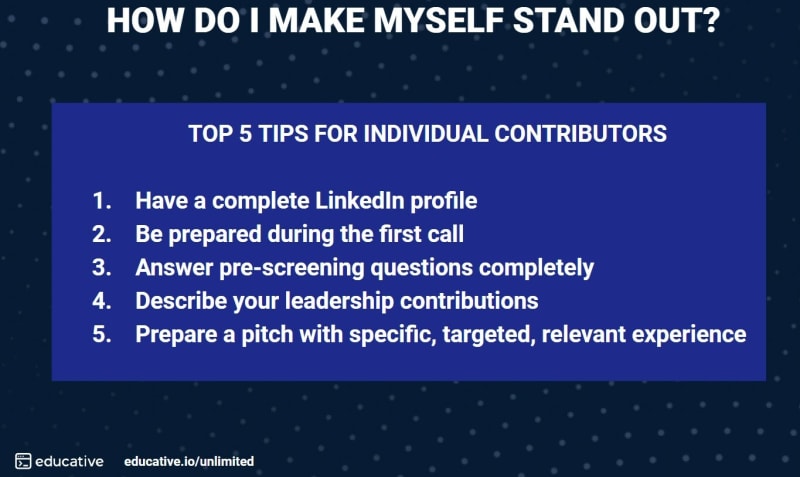 HOW DO I MAKE MYSELF STAND OUT?
TOP 5 TIPS FOR INDIVIDUAL CONTRIBUTORS
1. Have a complete LinkedIn profile
2. Be prepared during the first call
3. Answer pre-screening questions completely
4. Describe your leadership contributions
5. Prepare a pitch with specific, targeted, relevant experience
educative educative.io/unlimited